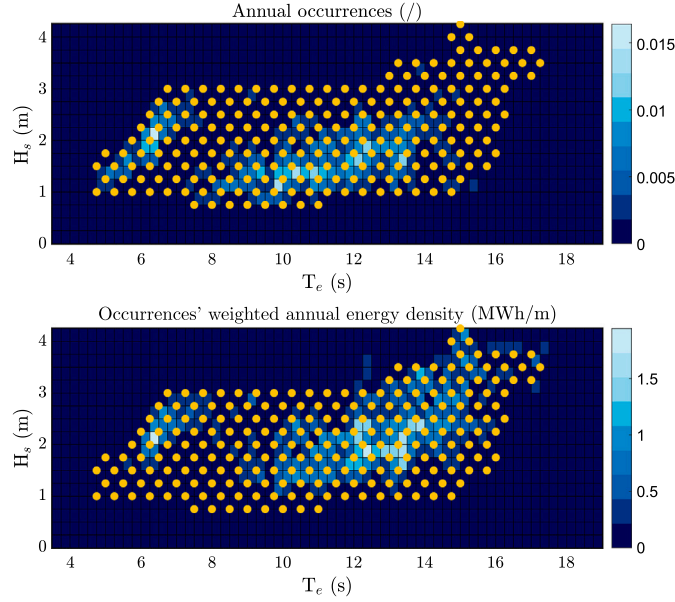 Annual occurrences (/)
4
3
2
1
0
H_s (m)
4 6 8 10 12 14 16 18
T_e (s)
0.015
0.01
0.005
0
Occurrences' weighted annual energy density (MWh/m)
4
3
2
1
0
H_s (m)
4 6 8 10 12 14 16 18
T_e (s)
1.5
1
0.5
0